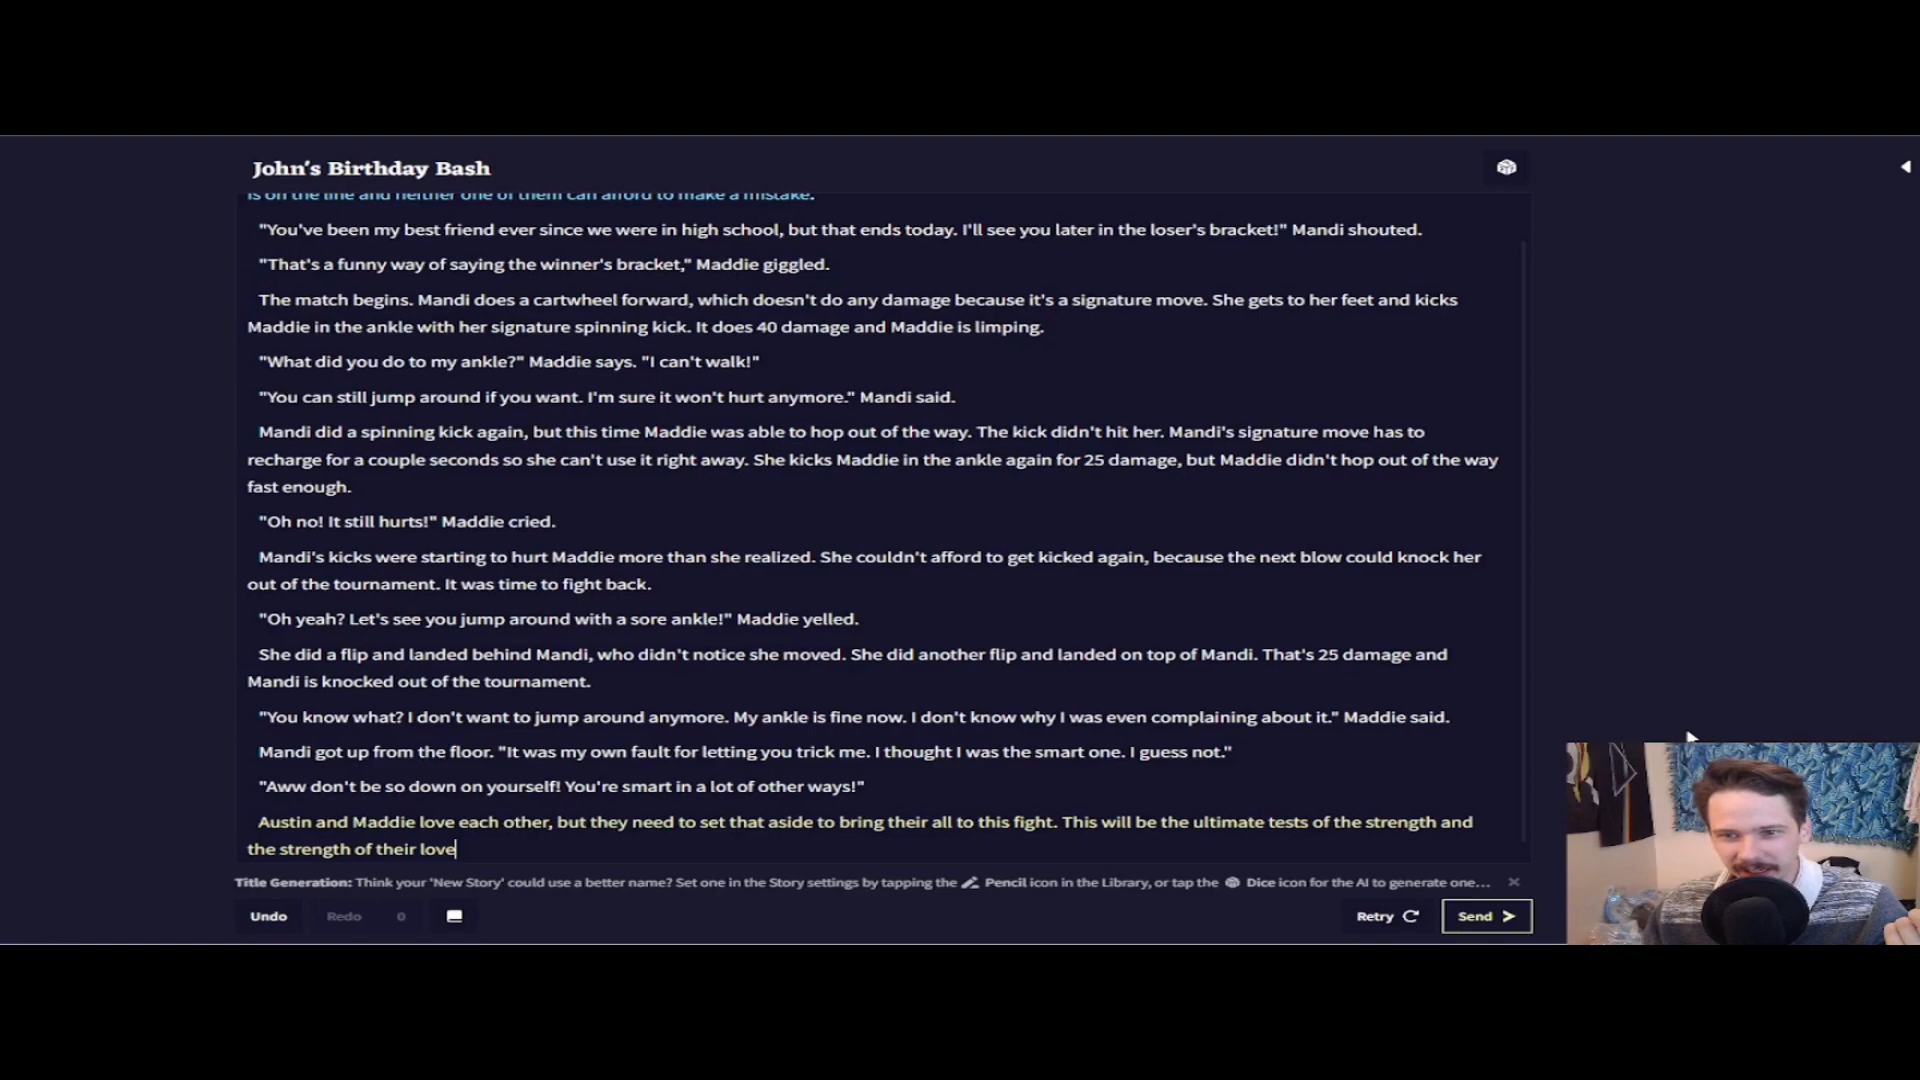 John's Birthday Bash
is on the line and neither one of them can afford to make a mistake.
"You've been my best friend ever since we were in high school, but that ends today. I'll see you later in the loser's bracket!" Mandi shouted.
"That's a funny way of saying the winner's bracket," Maddie giggled.
The match begins. Mandi does a cartwheel forward, which doesn't do any damage because it's a signature move. She gets to her feet and kicks
Maddie in the ankle with her signature spinning kick. It does 40 damage and Maddie is limping.
"What did you do to my ankle?" Maddie says. "I can't walk!"
"You can still jump around if you want. I'm sure it won't hurt anymore." Mandi said.
Mandi did a spinning kick again, but this time Maddie was able to hop out of the way. The kick didn't hit her. Mandi's signature move has to
recharge for a couple seconds so she can't use it right away. She kicks Maddie in the ankle again for 25 damage, but Maddie didn't hop out of the way
fast enough.
"Oh no! It still hurts!" Maddie cried.
Mandi's kicks were starting to hurt Maddie more than she realized. She couldn't afford to get kicked again, because the next blow could knock her
out of the tournament. It was time to fight back.
"Oh yeah? Let's see you jump around with a sore ankle!" Maddie yelled.
She did a flip and landed behind Mandi, who didn't notice she moved. She did another flip and landed on top of Mandi. That's 25 damage and
Mandi is knocked out of the tournament.
"You know what? I don't want to jump around anymore. My ankle is fine now. I don't know why I was even complaining about it." Maddie said.
Mandi got up from the floor. "It was my own fault for letting you trick me. I thought I was the smart one. I guess not."
"Aww don't be so down on yourself! You're smart in a lot of other ways!"
Austin and Maddie love each other, but they need to set that aside to bring their all to this fight. This will be the ultimate tests of the strength and
the strength of their love
Title Generation: Think your 'New Story' could use a better name? Set one in the Story settings by tapping the Pencil icon in the Library, or tap the Dice icon for the AI to generate one...
Undo Redo 0 Retry Send